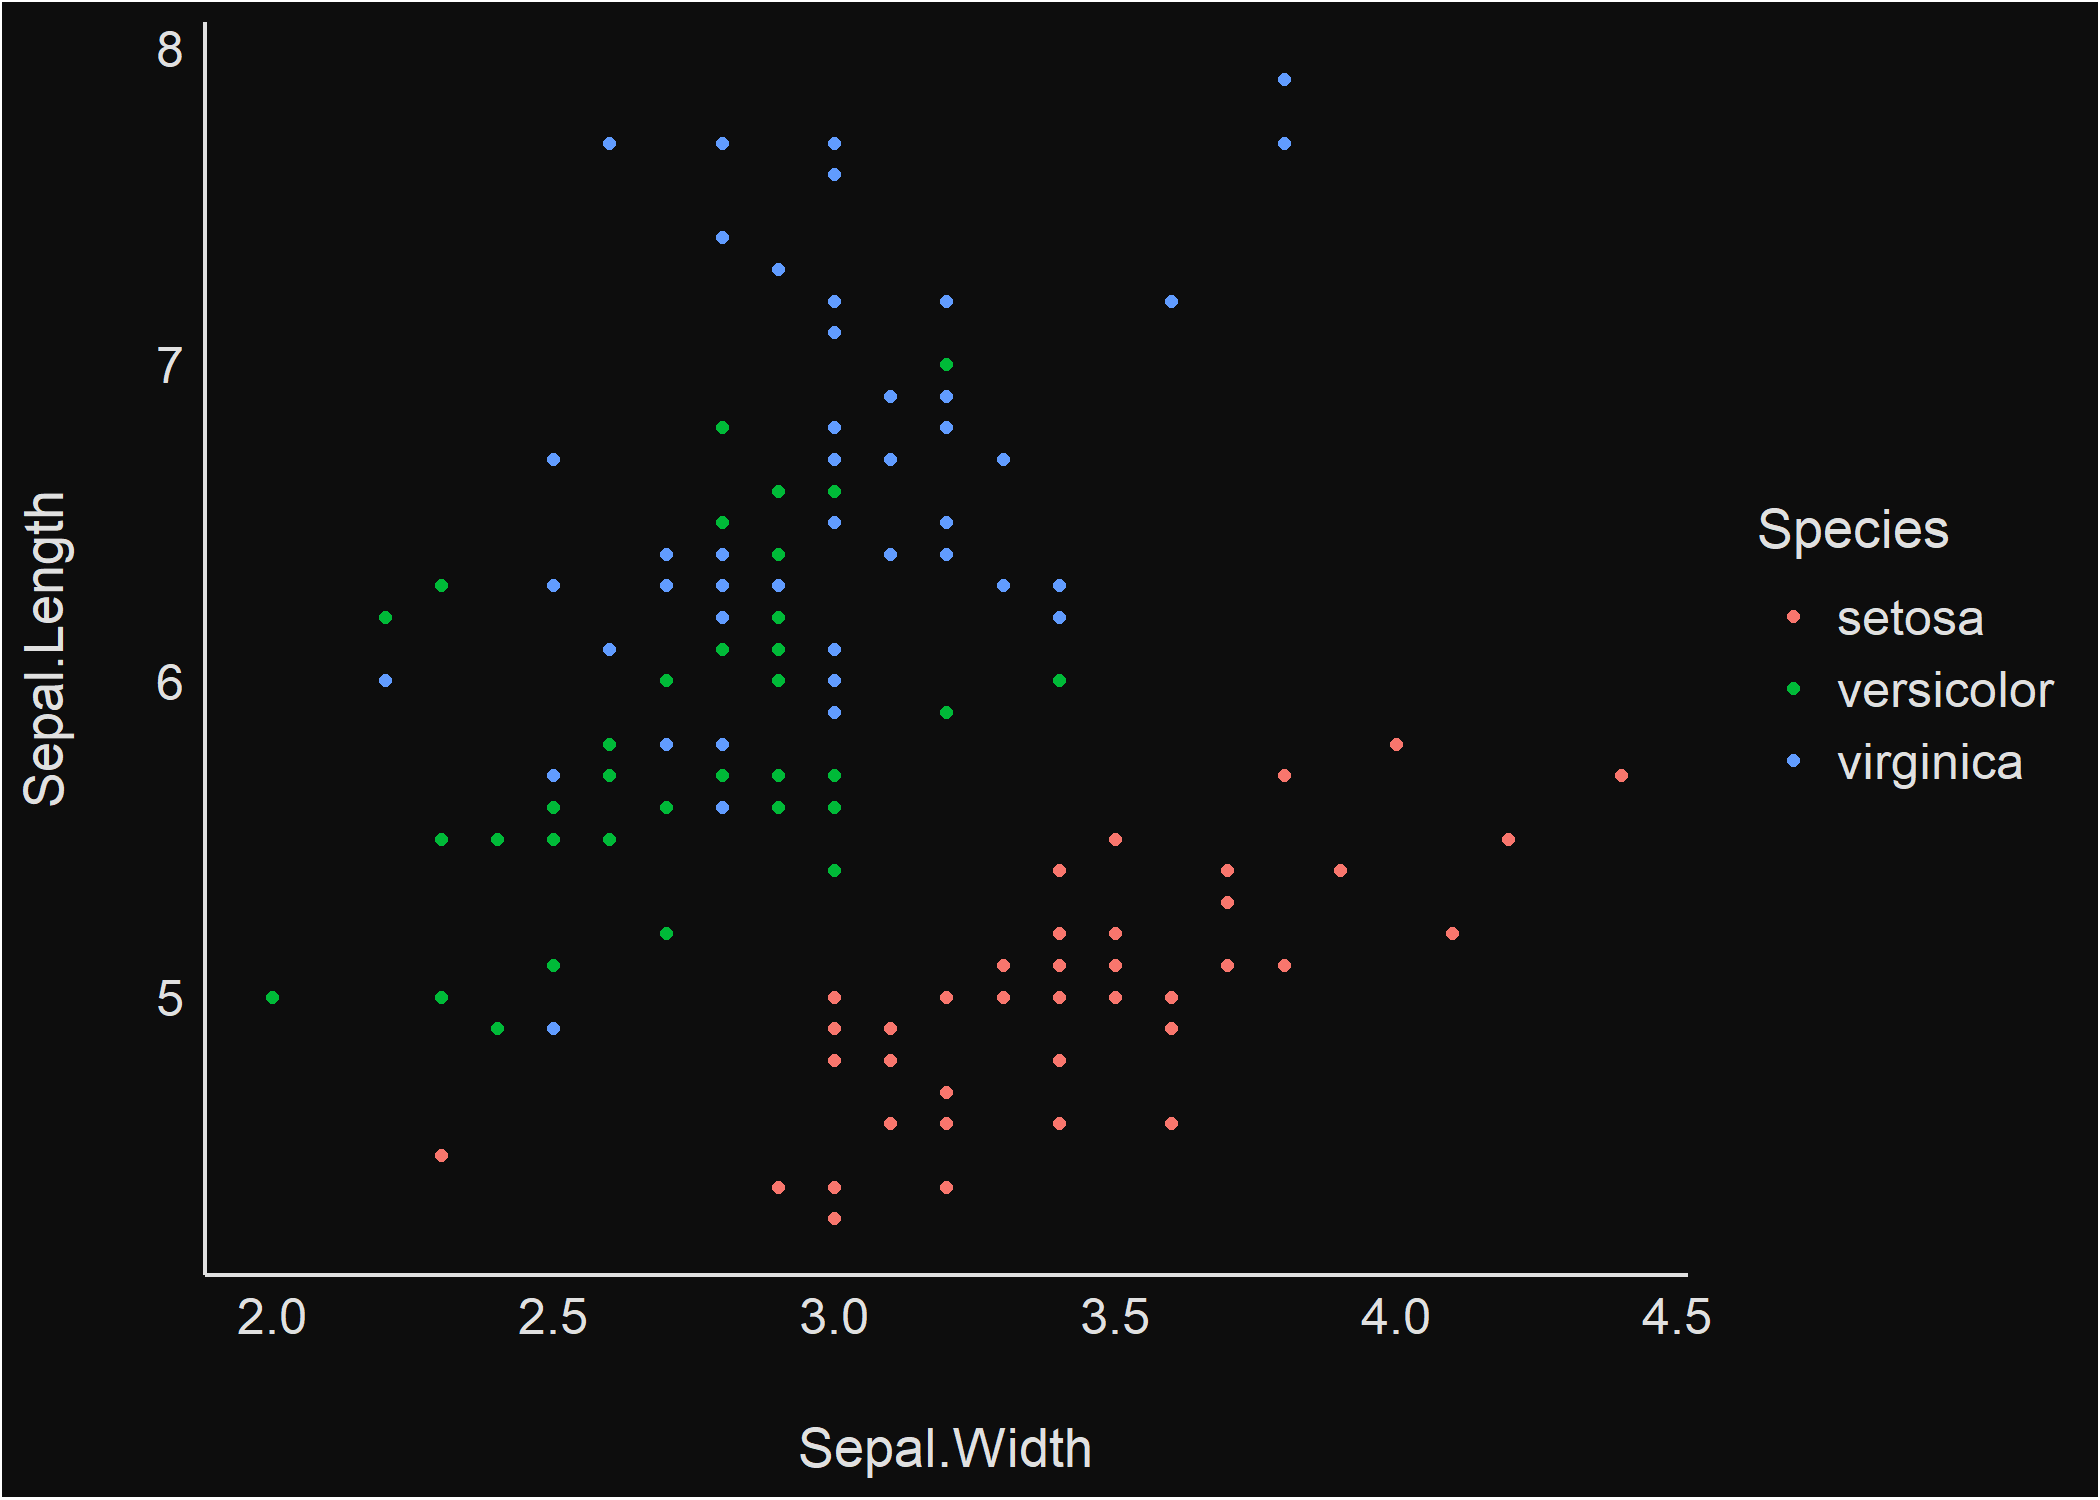 8
7
6
5
Sepal.Length
2.0 2.5 3.0 3.5 4.0 4.5
Sepal.Width
Species
setosa
versicolor
virginica